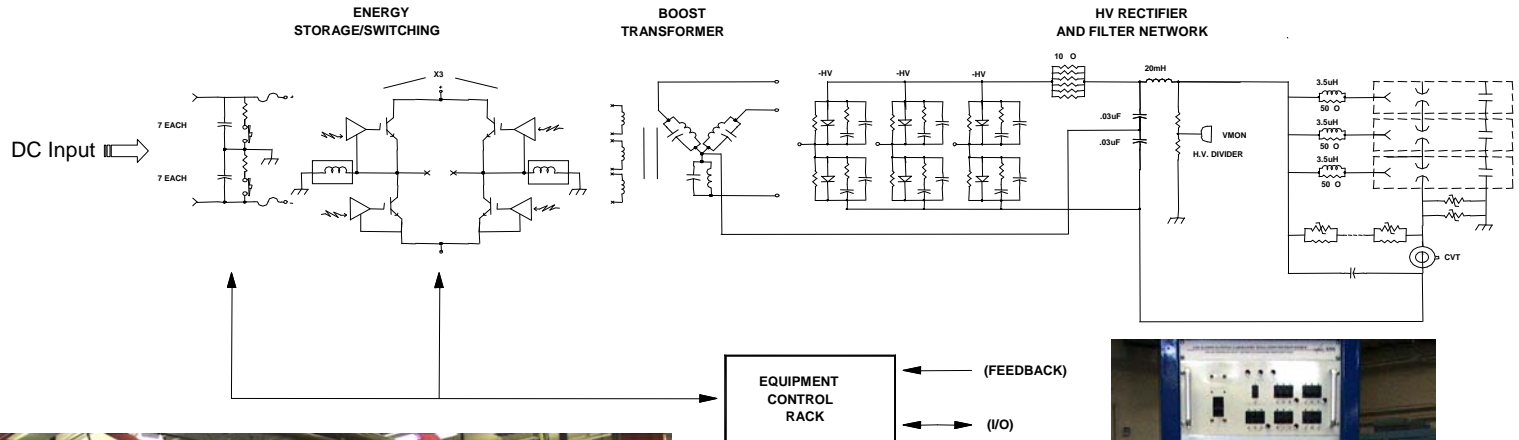 ENERGY
STORAGE/SWITCHING
BOOST
TRANSFORMER
HV RECTIFIER
AND FILTER NETWORK
DC Input
7 EACH
7 EACH
X3
+
-
+
-
-HV
-HV
-HV
10 O
20mH
.03uF
.03uF
VMON
H.V. DIVIDER
3.5uH
50 O
3.5uH
50 O
3.5uH
50 O
CVT
EQUIPMENT
CONTROL
RACK
(FEEDBACK)
(I/O)